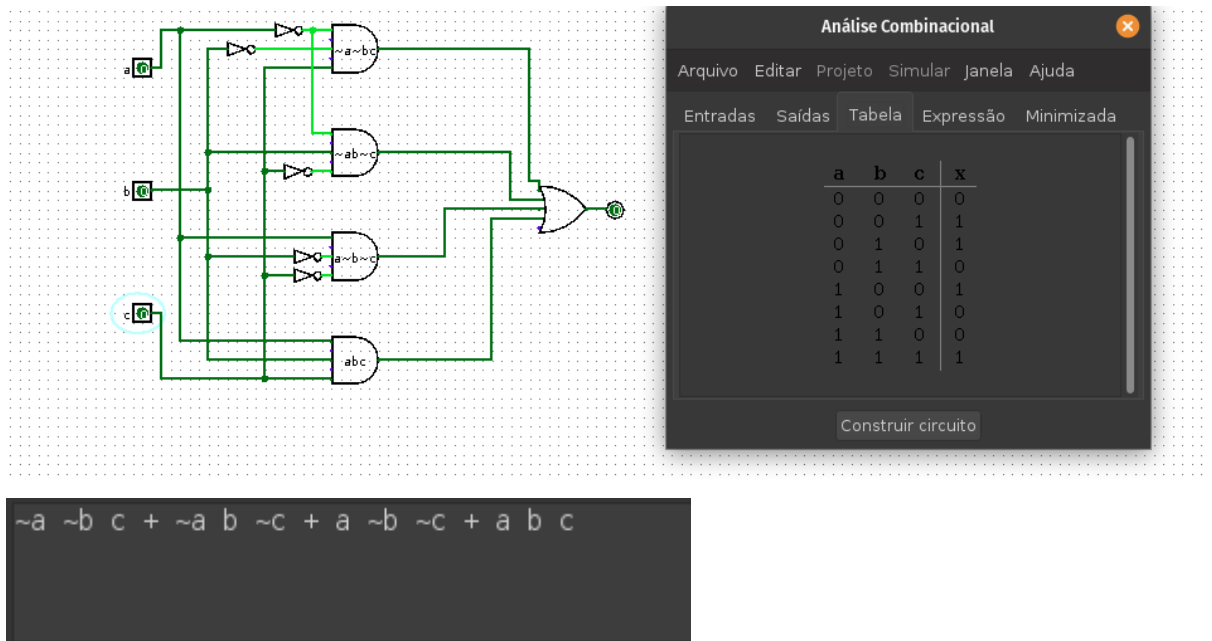 a
b
c
~a~bc
~ab~c
a~b~c
abc
Análise Combinacional
Arquivo Editar Projeto Simular Janela Ajuda
Entradas Saídas Tabela Expressão Minimizada
a b c x
0 0 0 0
0 0 1 1
0 1 0 1
0 1 1 0
1 0 0 1
1 0 1 0
1 1 0 0
1 1 1 1
Construir circuito
~a ~b c + ~a b ~c + a ~b ~c + a b c